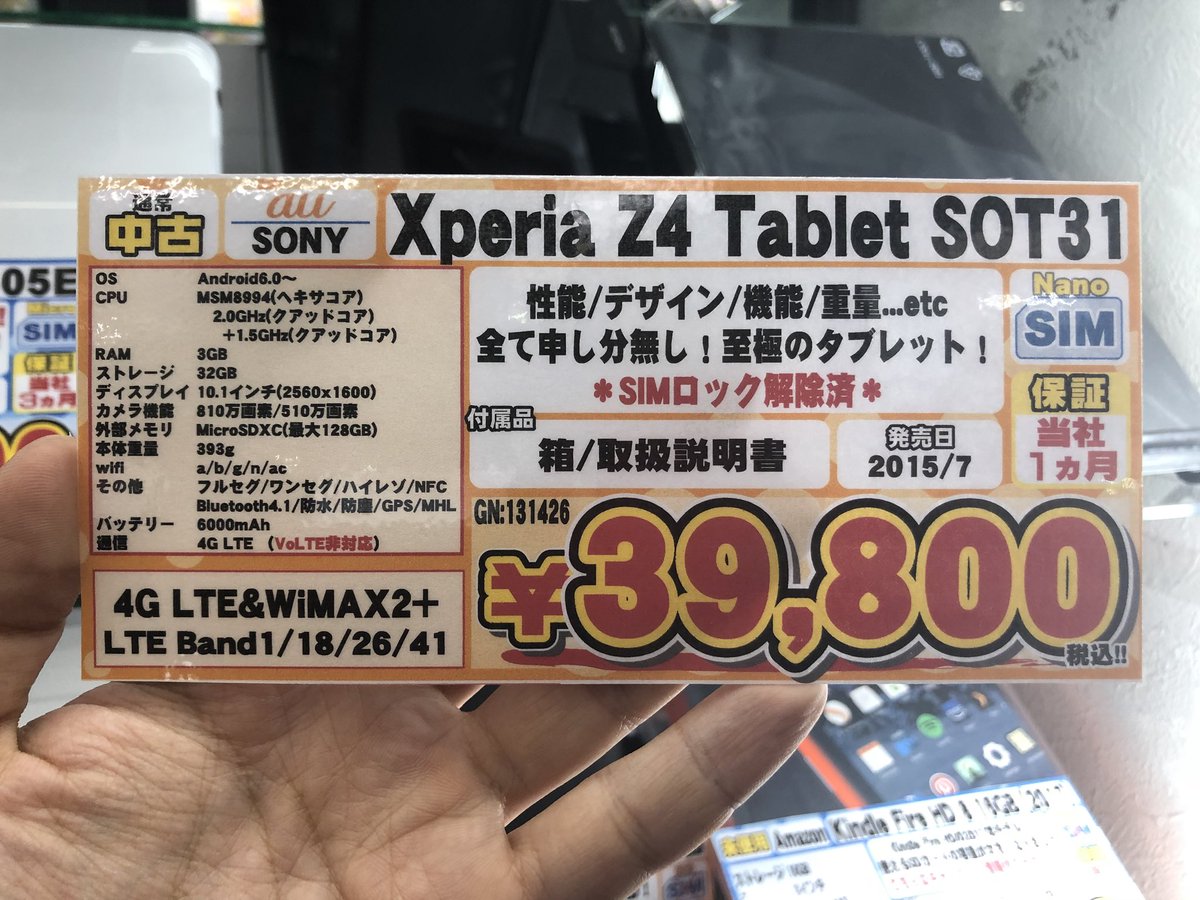 通常
中古
au
SONY
Xperia Z4 Tablet SOT31
OS Android6.0～
CPU MSM8994(ヘキサコア)
2.0GHz(クアッドコア)
+1.5GHz(クアッドコア)
RAM 3GB
ストレージ 32GB
ディスプレイ 10.1インチ(2560x1600)
カメラ機能 810万画素/510万画素
外部メモリ MicroSDXC(最大128GB)
本体重量 393g
wifi a/b/g/n/ac
その他 フルセグ/ワンセグ/ハイレゾ/NFC
Bluetooth4.1/防水/防塵/GPS/MHL
バッテリー 6000mAh
通信 4G LTE (VoLTE非対応)
4G LTE&WiMAX2+
LTE Band1/18/26/41
性能/デザイン/機能/重量...etc
全て申し分無し！至極のタブレット！
*SIMロック解除済*
付属品
箱/取扱説明書
発売日
2015/7
Nano
SIM
保証
当社
1ヵ月
GN:131426
¥39,800
税込!!
05E
SIM
保証
当社
3ヵ月
Amazon Kindle Fire HD 8 16GB